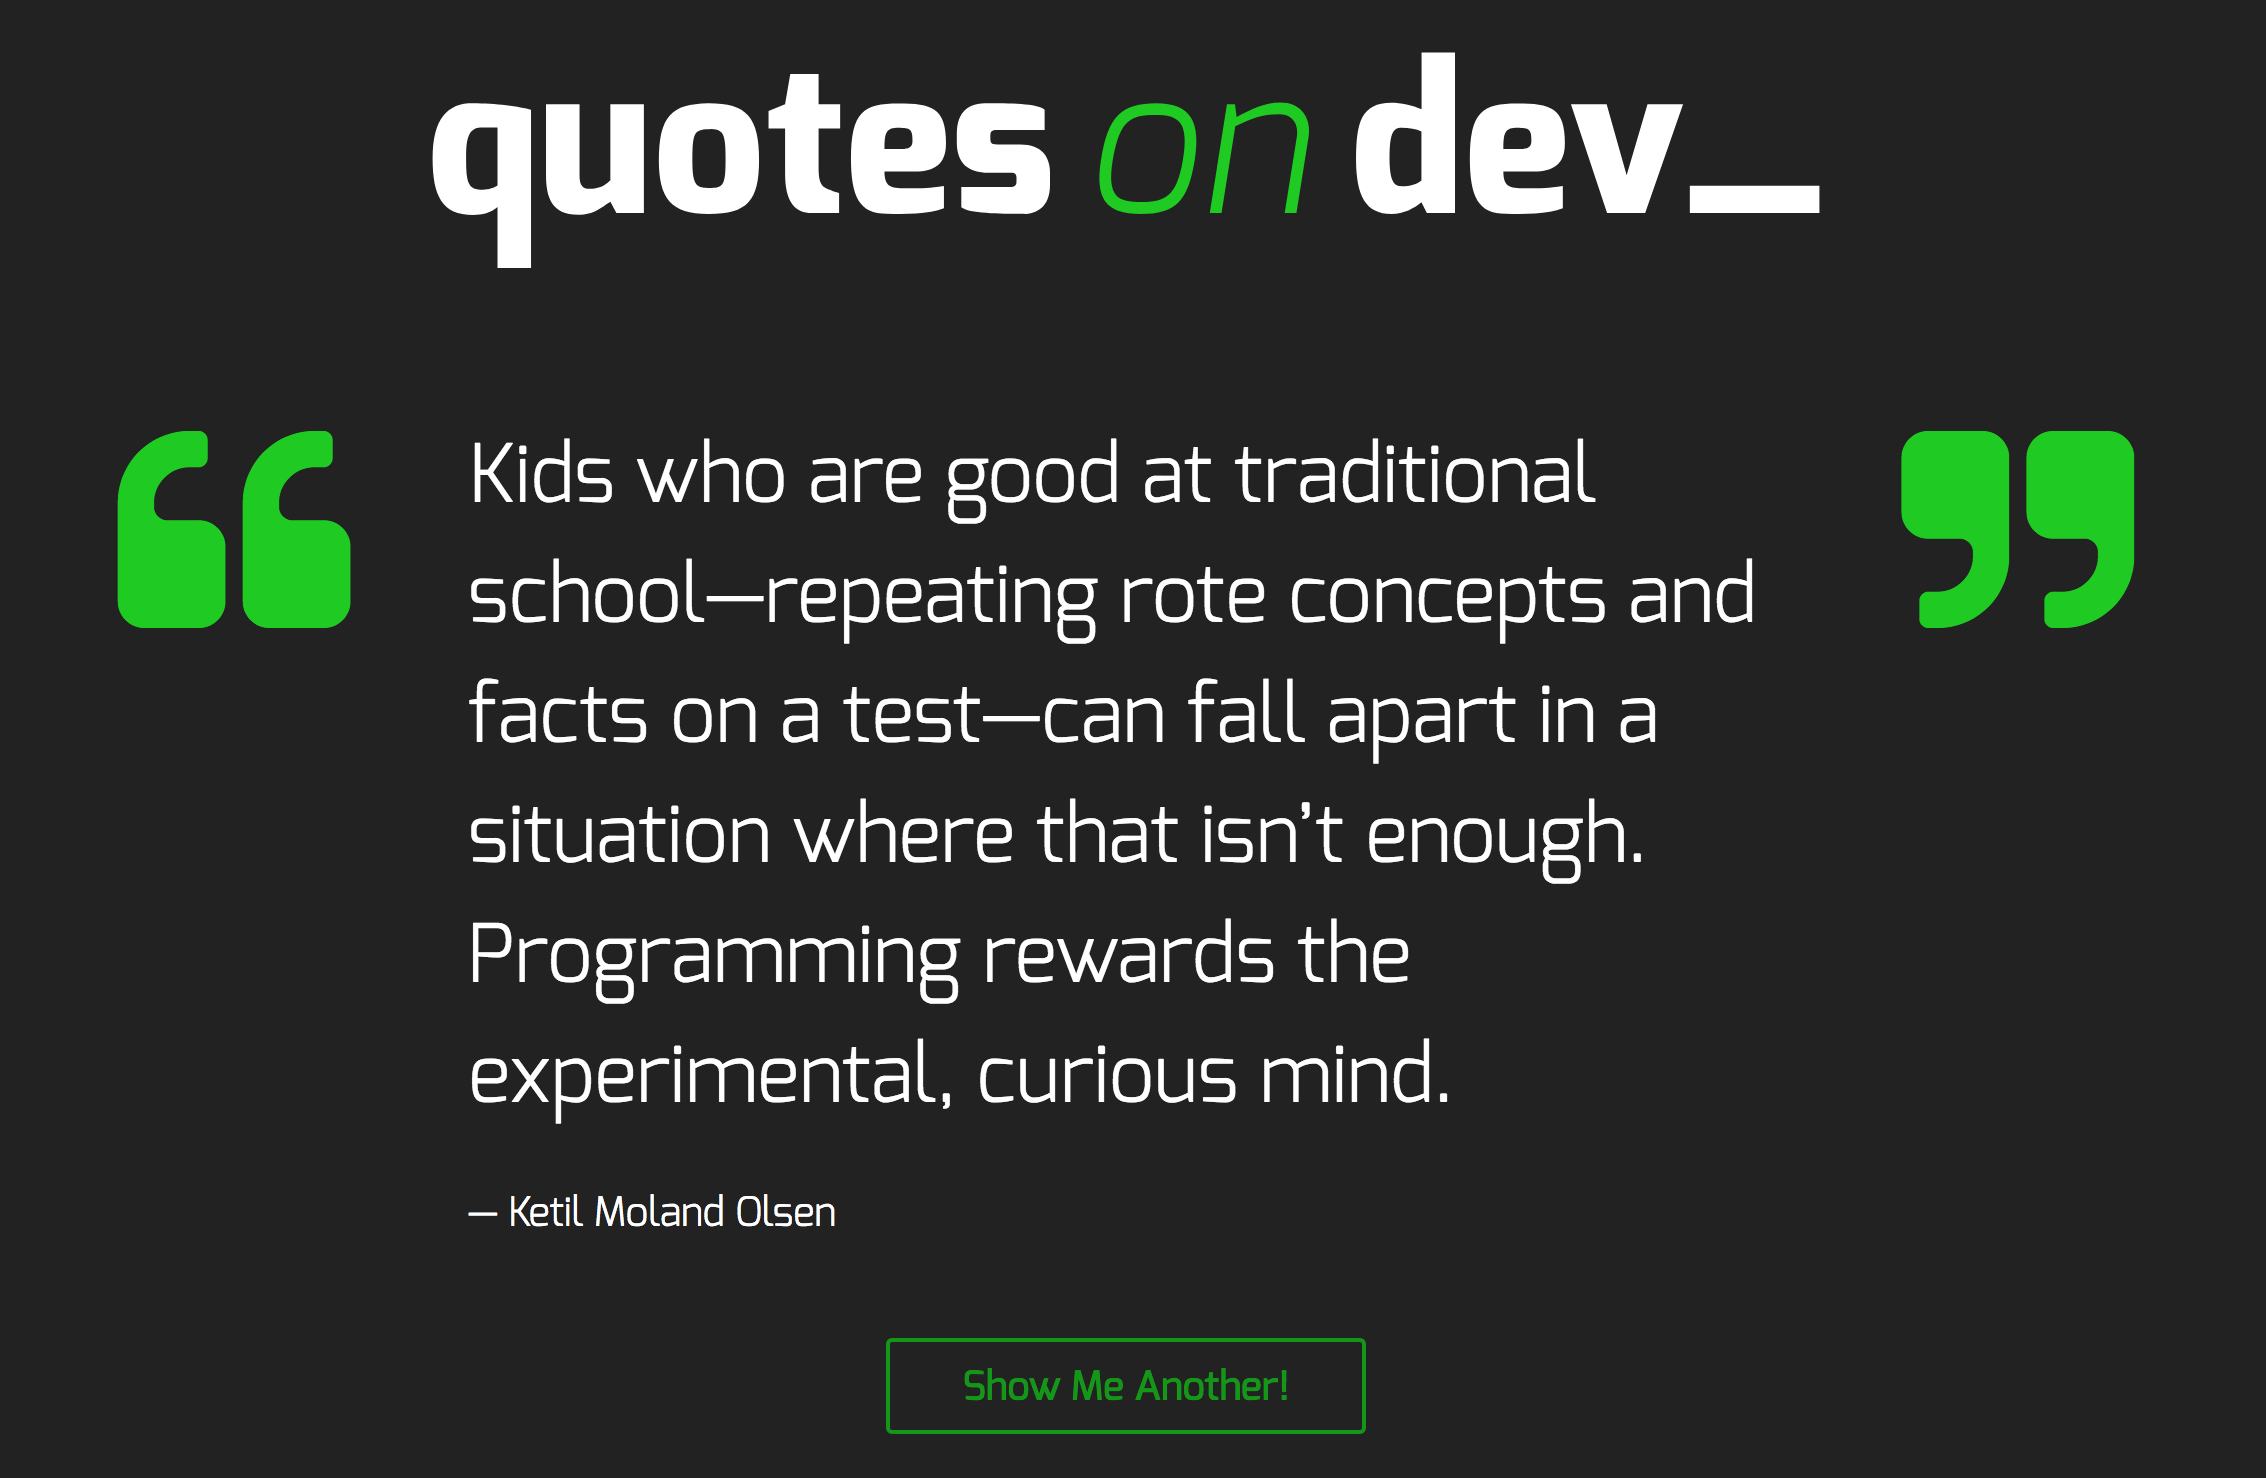 quotes on dev_
“ ”
Kids who are good at traditional
school—repeating rote concepts and
facts on a test—can fall apart in a
situation where that isn’t enough.
Programming rewards the
experimental, curious mind.
— Ketil Moland Olsen
Show Me Another!